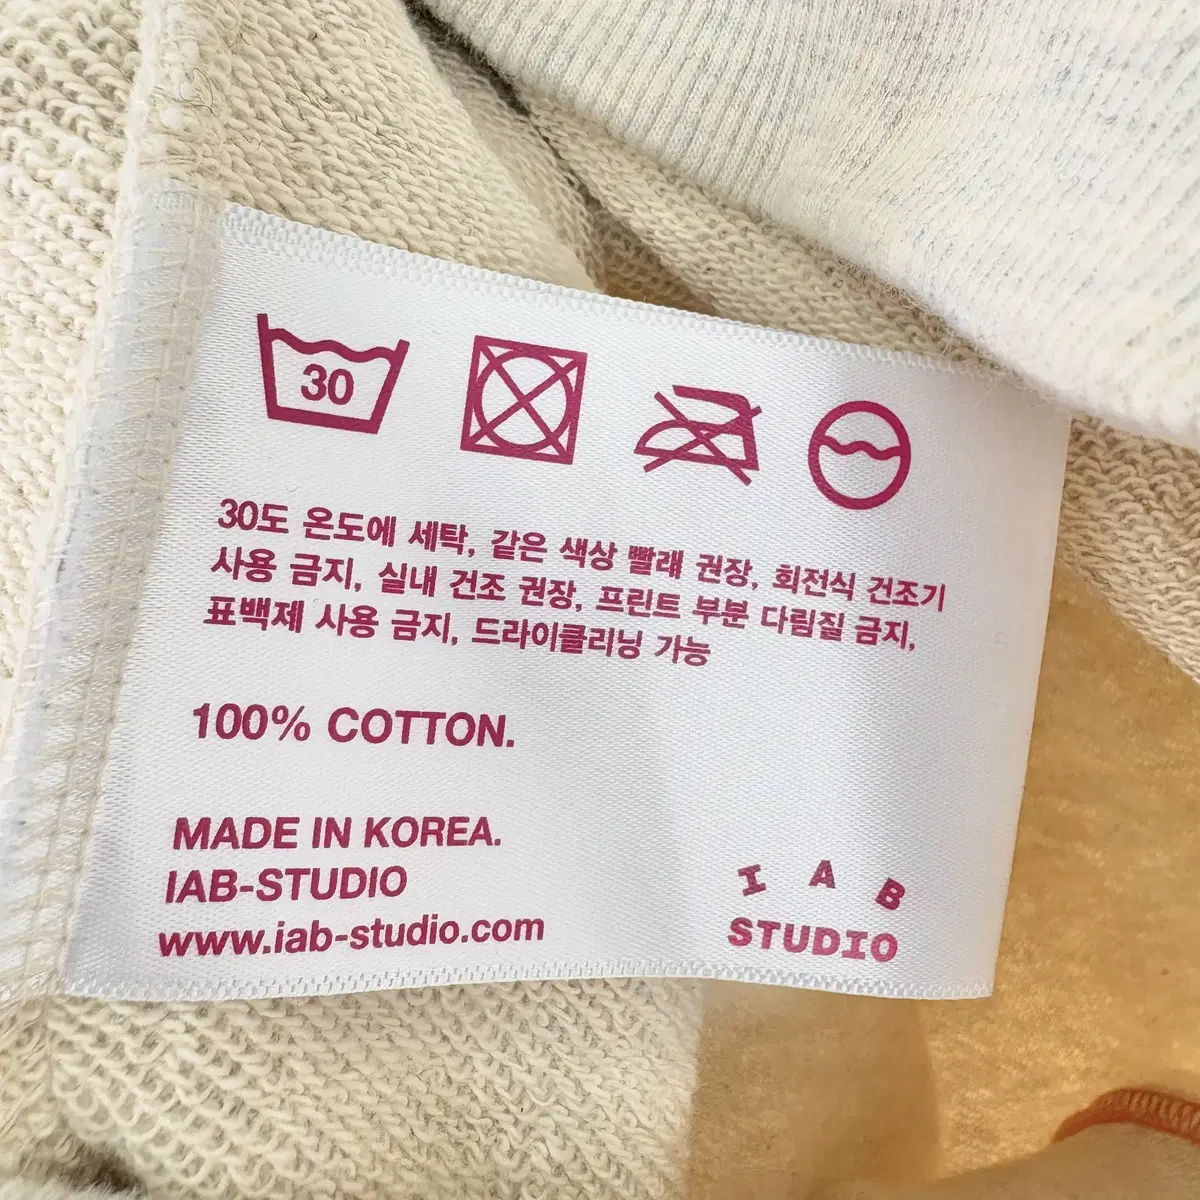 30
30도 온도에 세탁, 같은 색상 빨래 권장, 회전식 건조기
사용 금지, 실내 건조 권장, 프린트 부분 다림질 금지,
표백제 사용 금지, 드라이클리닝 가능
100% COTTON.
MADE IN KOREA.
IAB-STUDIO
www.iab-studio.com
I A B
STUDIO